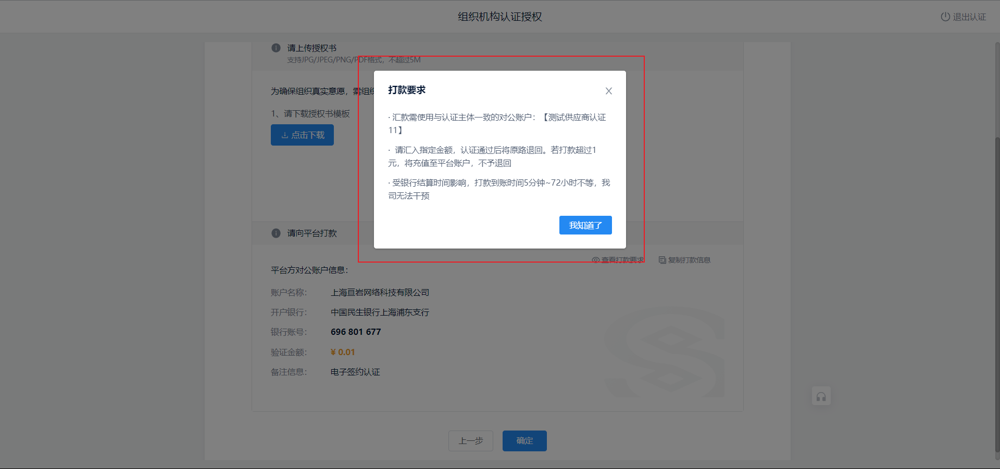 组织机构认证授权
退出认证
请上传授权书
支持JPG/JPEG/PNG/PDF格式，不超过5M
为确保组织真实意愿，需组织
1、请下载授权书模板
点击下载
打款要求
· 汇款需使用与认证主体一致的对公账户：【测试供应商认证
11】
· 请汇入指定金额，认证通过后将原路退回。若打款超过1
元，将充值至平台账户，不予退回
· 受银行结算时间影响，打款到账时间5分钟~72小时不等，我
司无法干预
我知道了
请向平台打款
查看打款要求
复制打款信息
平台方对公账户信息：
账户名称： 上海亘岩网络科技有限公司
开户银行： 中国民生银行上海浦东支行
银行账号： 696 801 677
验证金额： ¥ 0.01
备注信息： 电子签约认证
上一步
确定